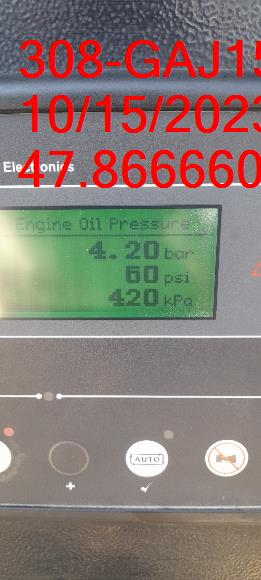 308-GAJ15
10/15/2023
Electronics
47.866660
Engine Oil Pressure
4.20 bar
60 psi
420 kPa
AUTO